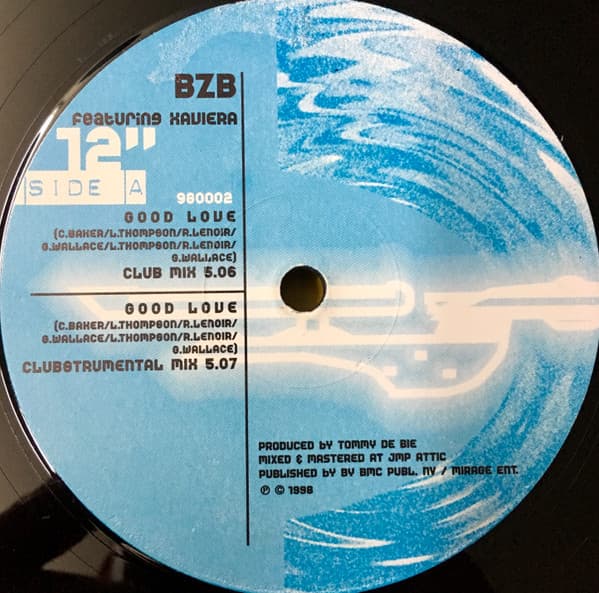 BZB
featuring XAVIERA
12"
SIDE A
980002
GOOD LOVE
(C.BAKER/L.THOMPSON/R.LENOIR/
G.WALLACE/L.THOMPSON/R.LENOIR/
G.WALLACE)
CLUB MIX 5.06
GOOD LOVE
(C.BAKER/L.THOMPSON/R.LENOIR/
G.WALLACE/L.THOMPSON/R.LENOIR/
G.WALLACE)
CLUBSTRUMENTAL MIX 5.07
PRODUCED by TOMMY DE BIE
MIXED & MASTERED AT JMP ATTIC
PUBLISHED by BY BMC PUBL. NV / MIRAGE ENT.
℗ © 1998